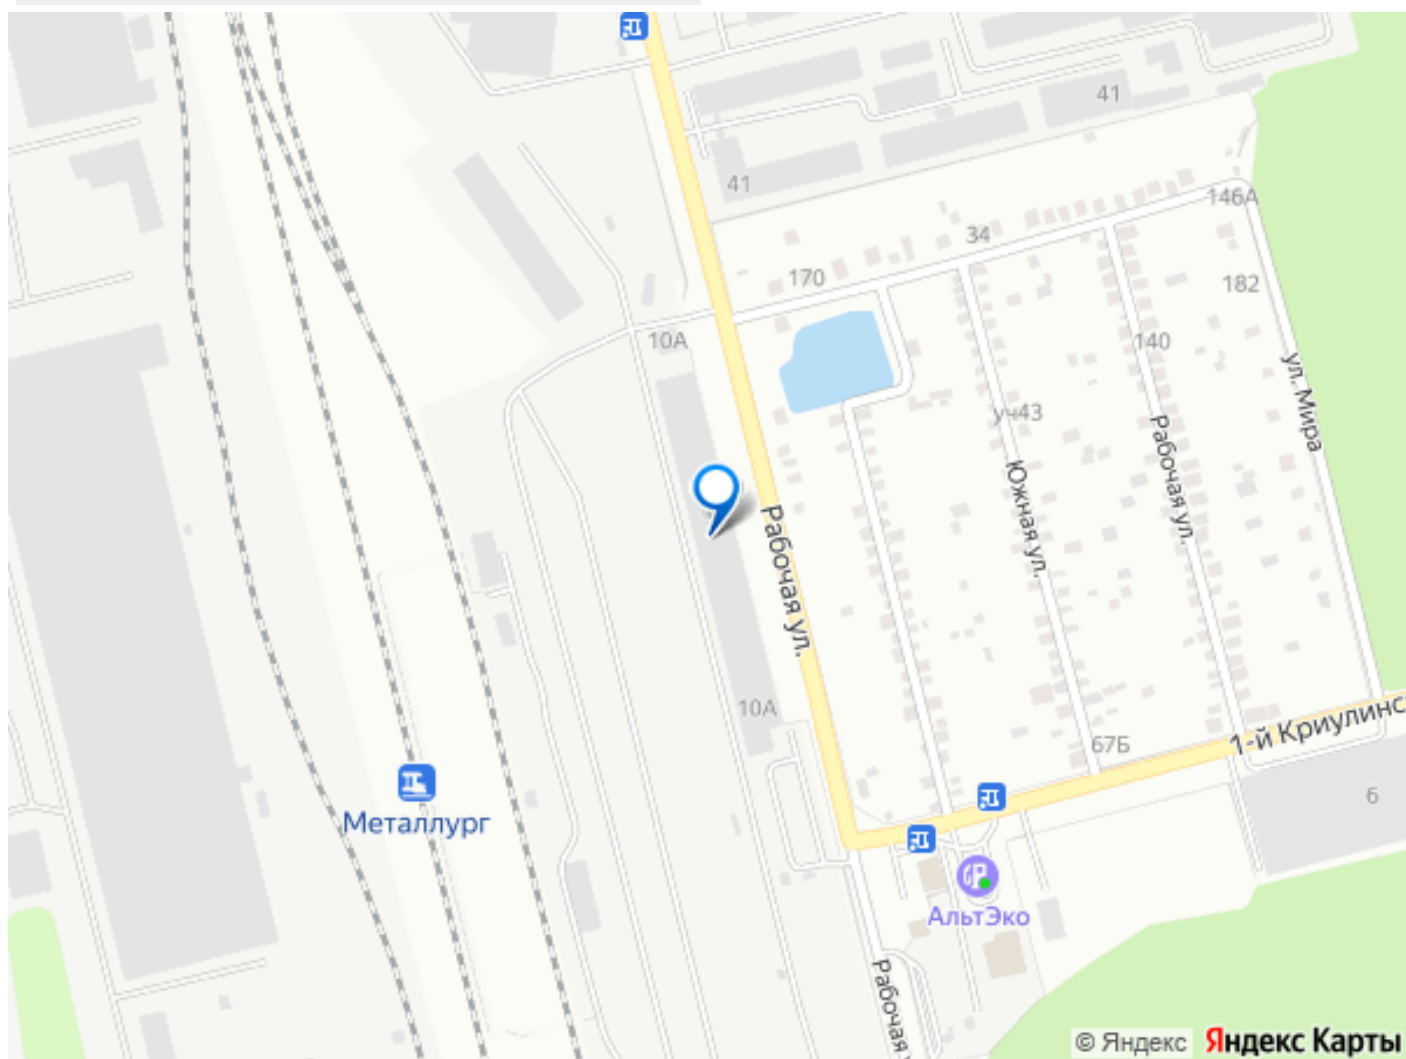 41
41
146А
34
170
182
10А
140
ул. Мира
уч43
Рабочая ул.
Южная ул.
Рабочая ул.
10А
67Б
1-й Криулинс
6
Металлург
АльтЭко
Рабочая у
© Яндекс Яндекс Карты